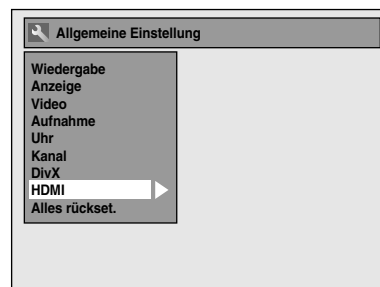 Allgemeine Einstellung
Wiedergabe
Anzeige
Video
Aufnahme
Uhr
Kanal
DivX
HDMI
Alles rückset.